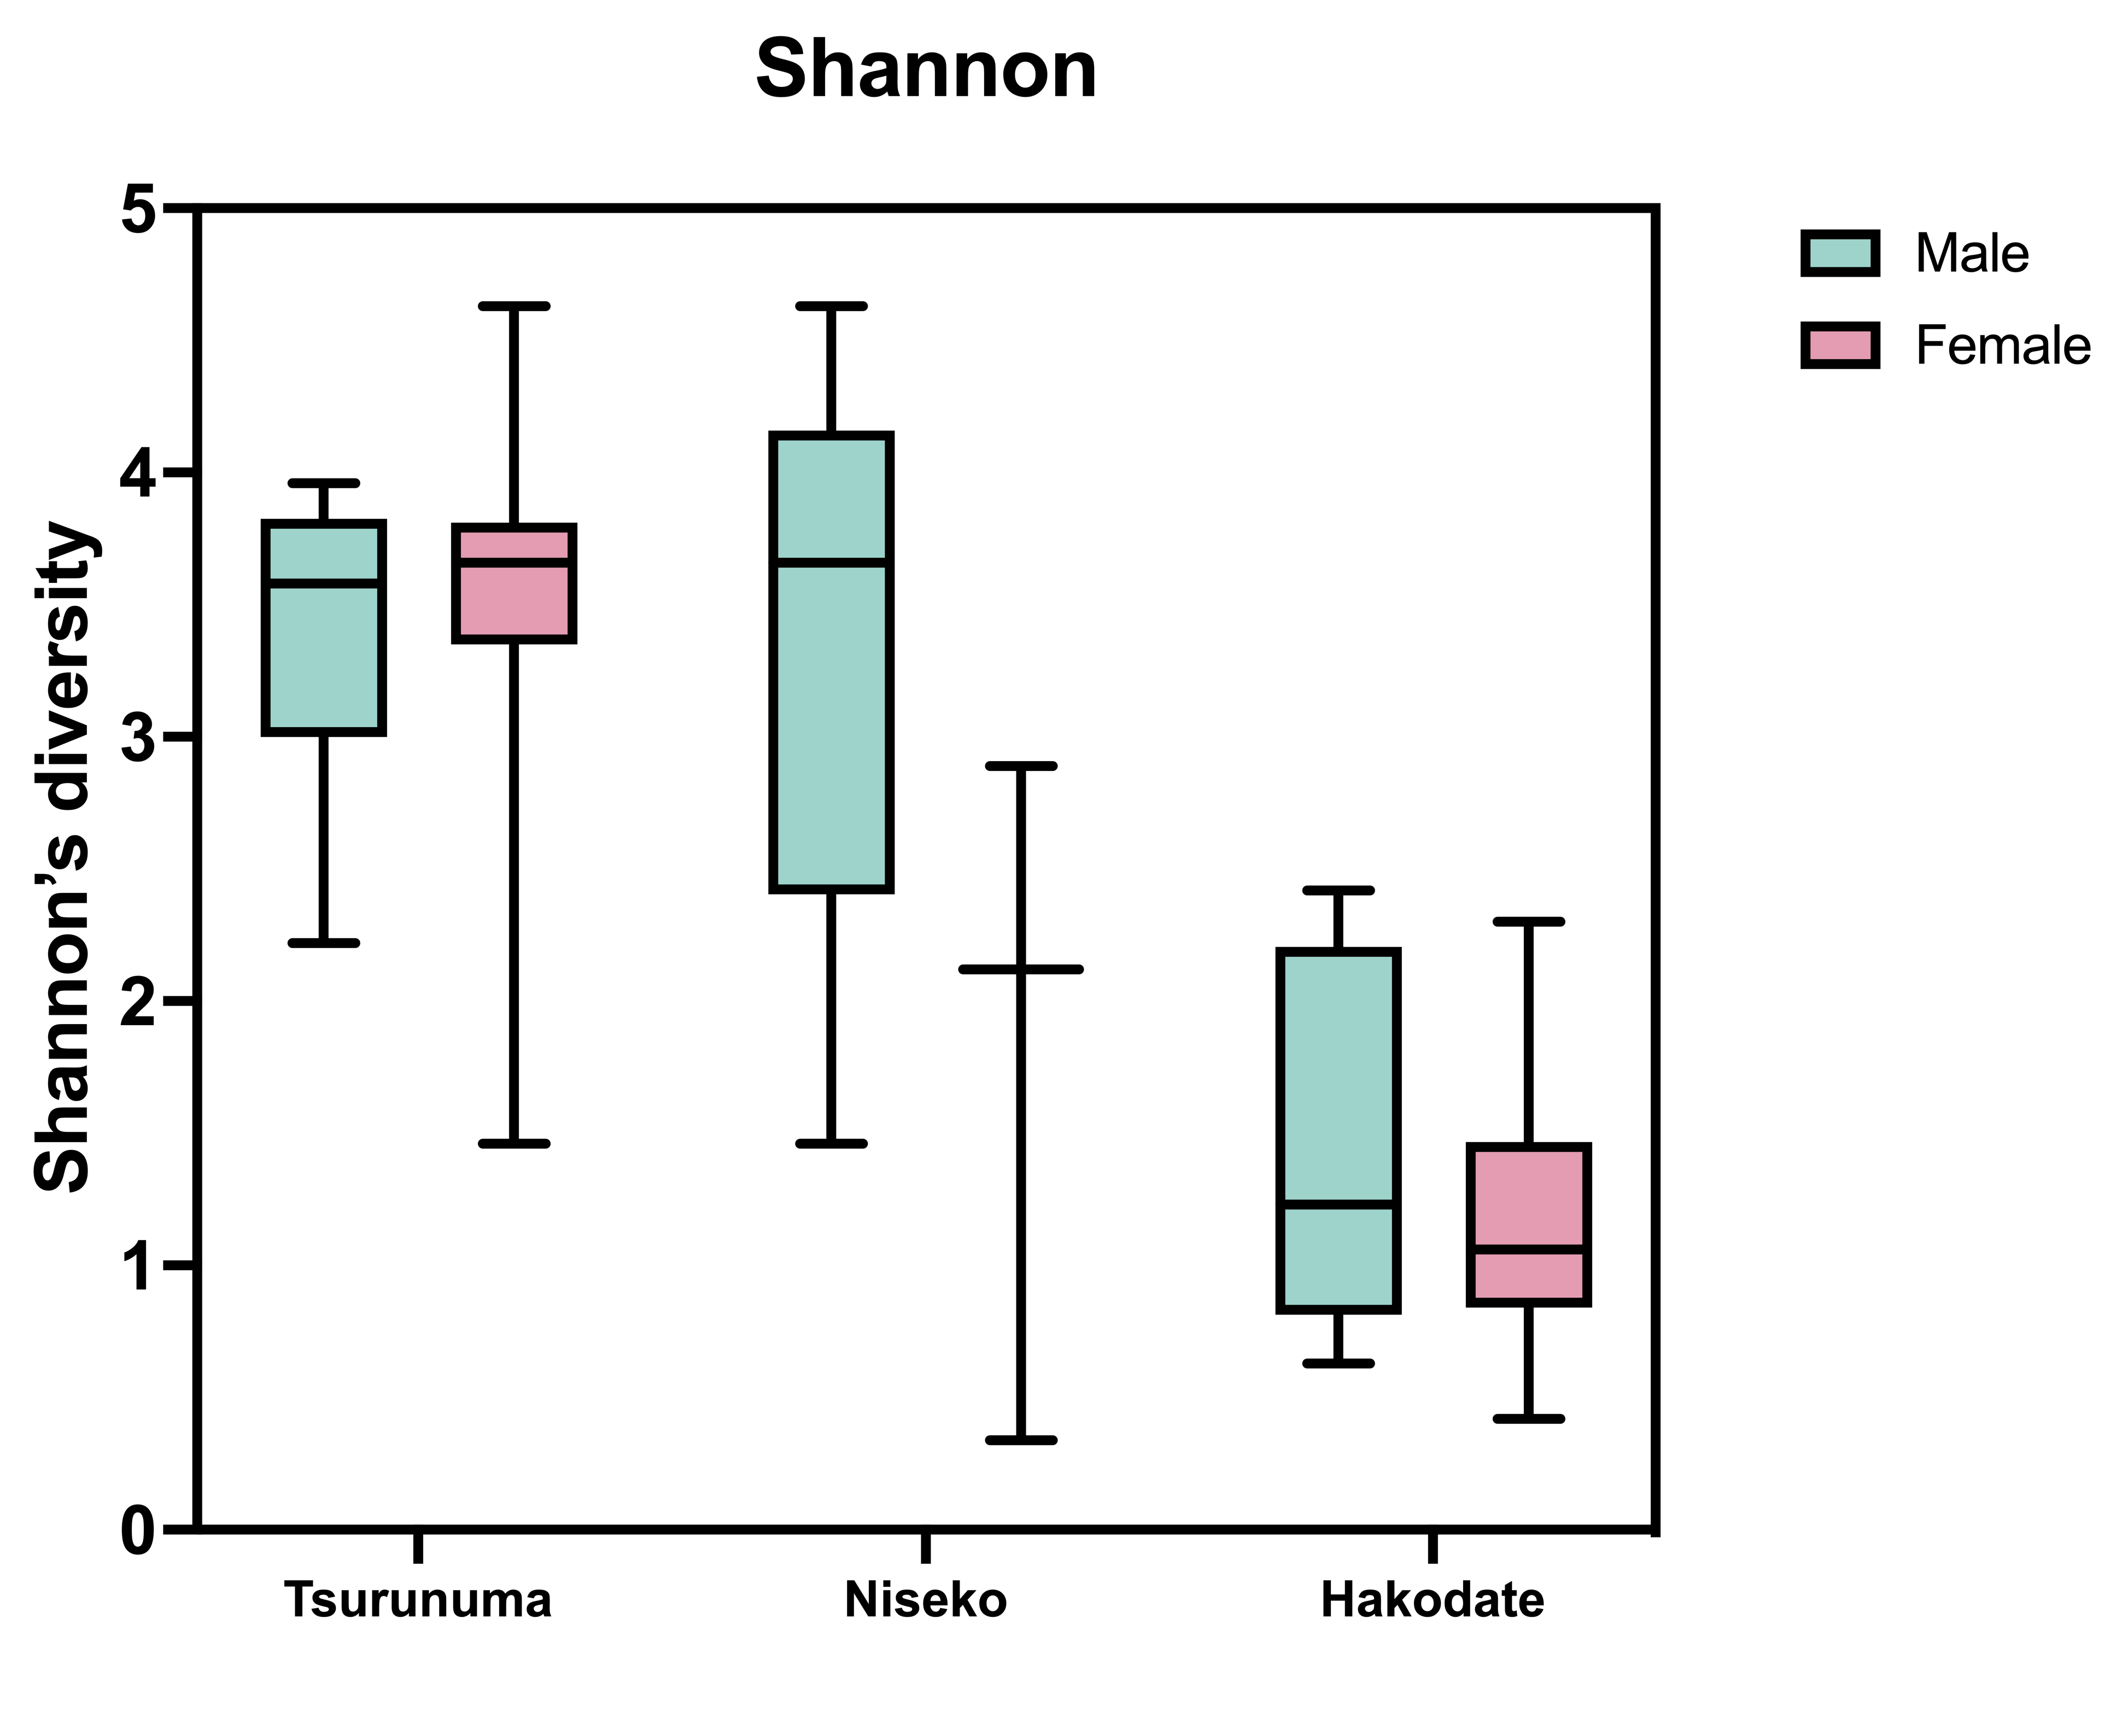 Shannon
Shannon’s diversity
5
4
3
2
1
0
Tsurunuma
Niseko
Hakodate
Male
Female